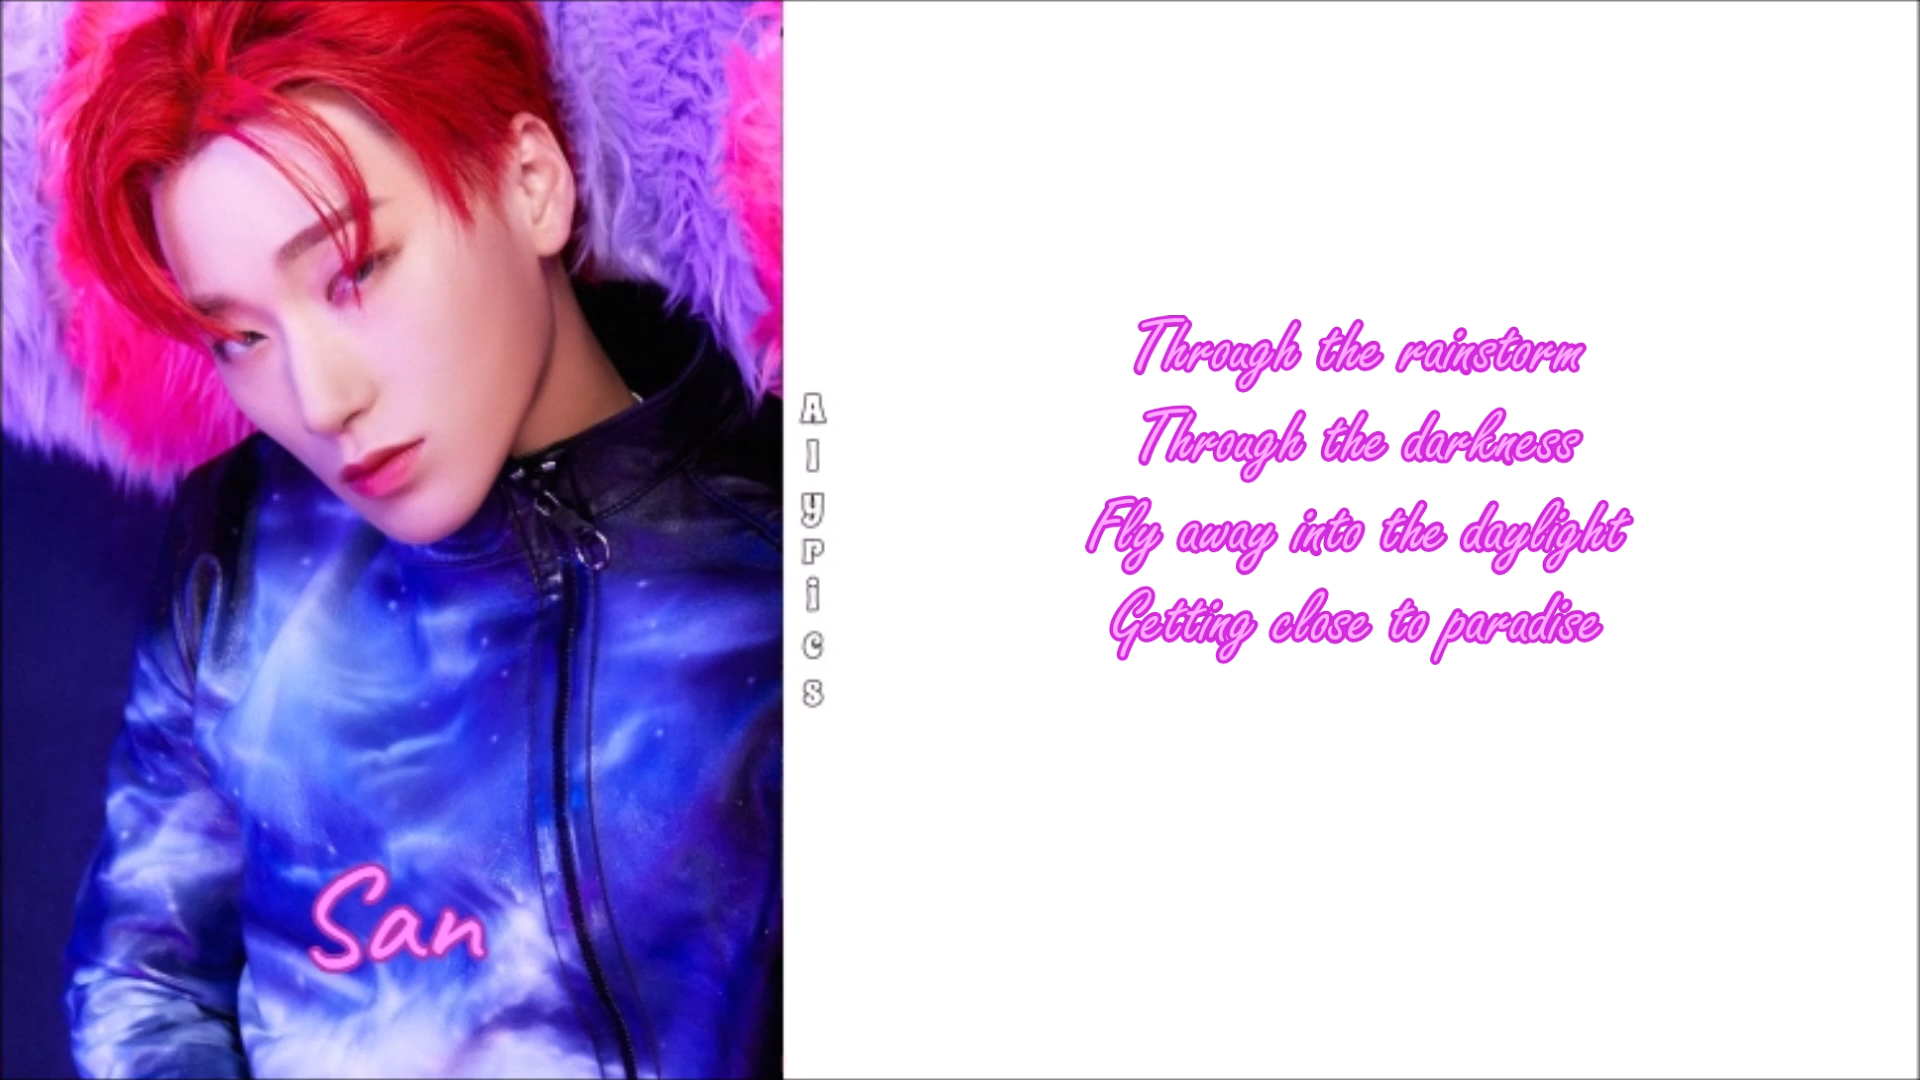 San
Alyrics
Through the rainstorm
Through the darkness
Fly away into the daylight
Getting close to paradise